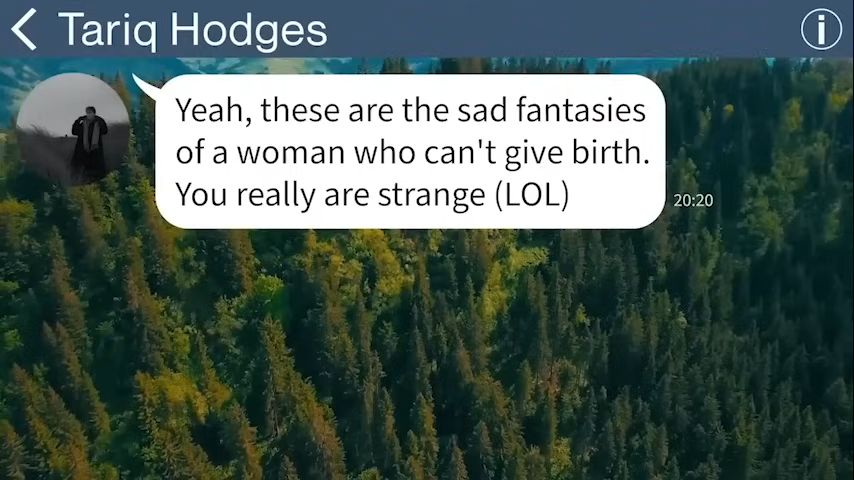 Tariq Hodges
Yeah, these are the sad fantasies
of a woman who can't give birth.
You really are strange (LOL)
20:20